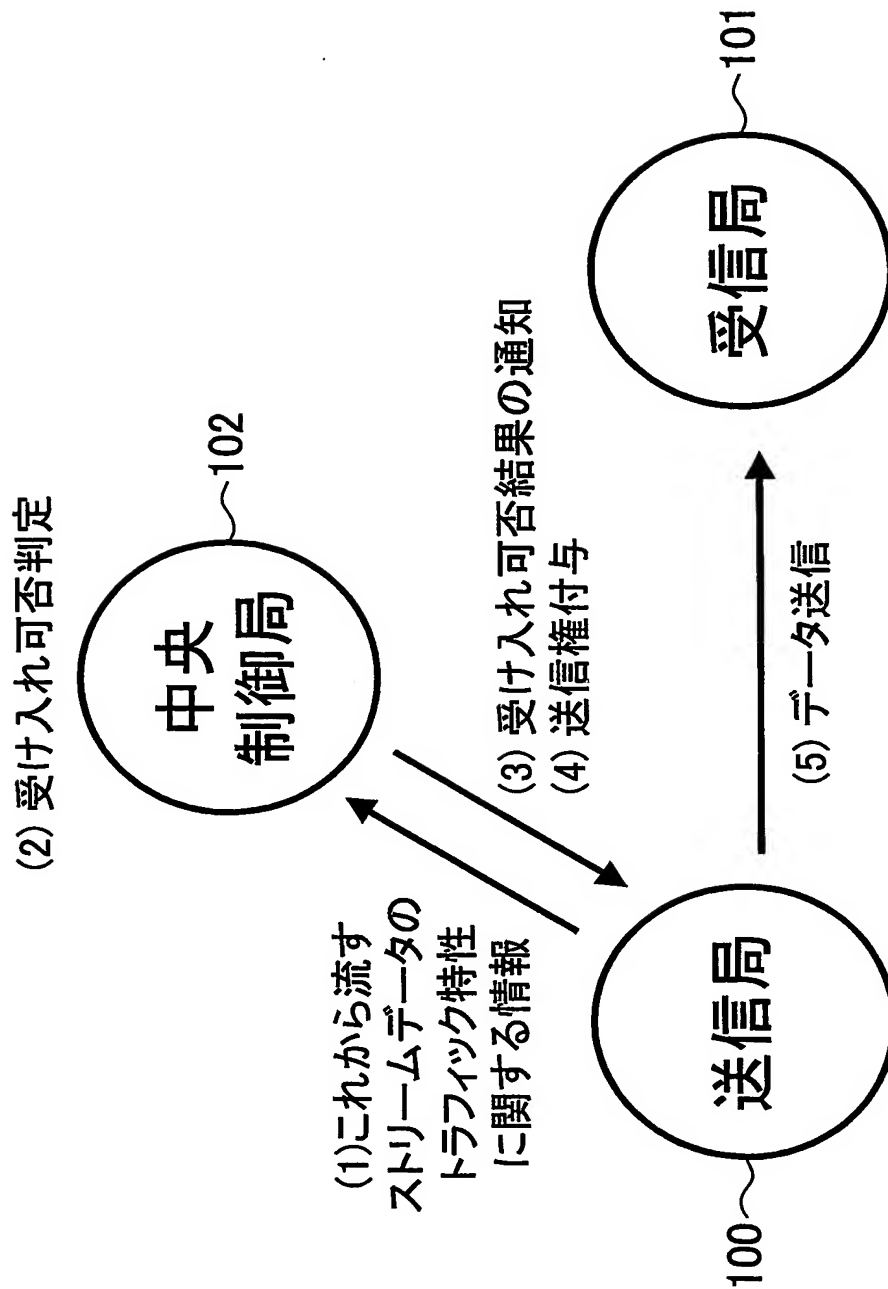 (2) 受け入れ可否判定
中央
制御局
102
(1)これから流す
ストリームデータの
トラフィック特性
に関する情報
(3) 受け入れ可否結果の通知
(4) 送信権付与
送信局
100
(5) データ送信
受信局
101